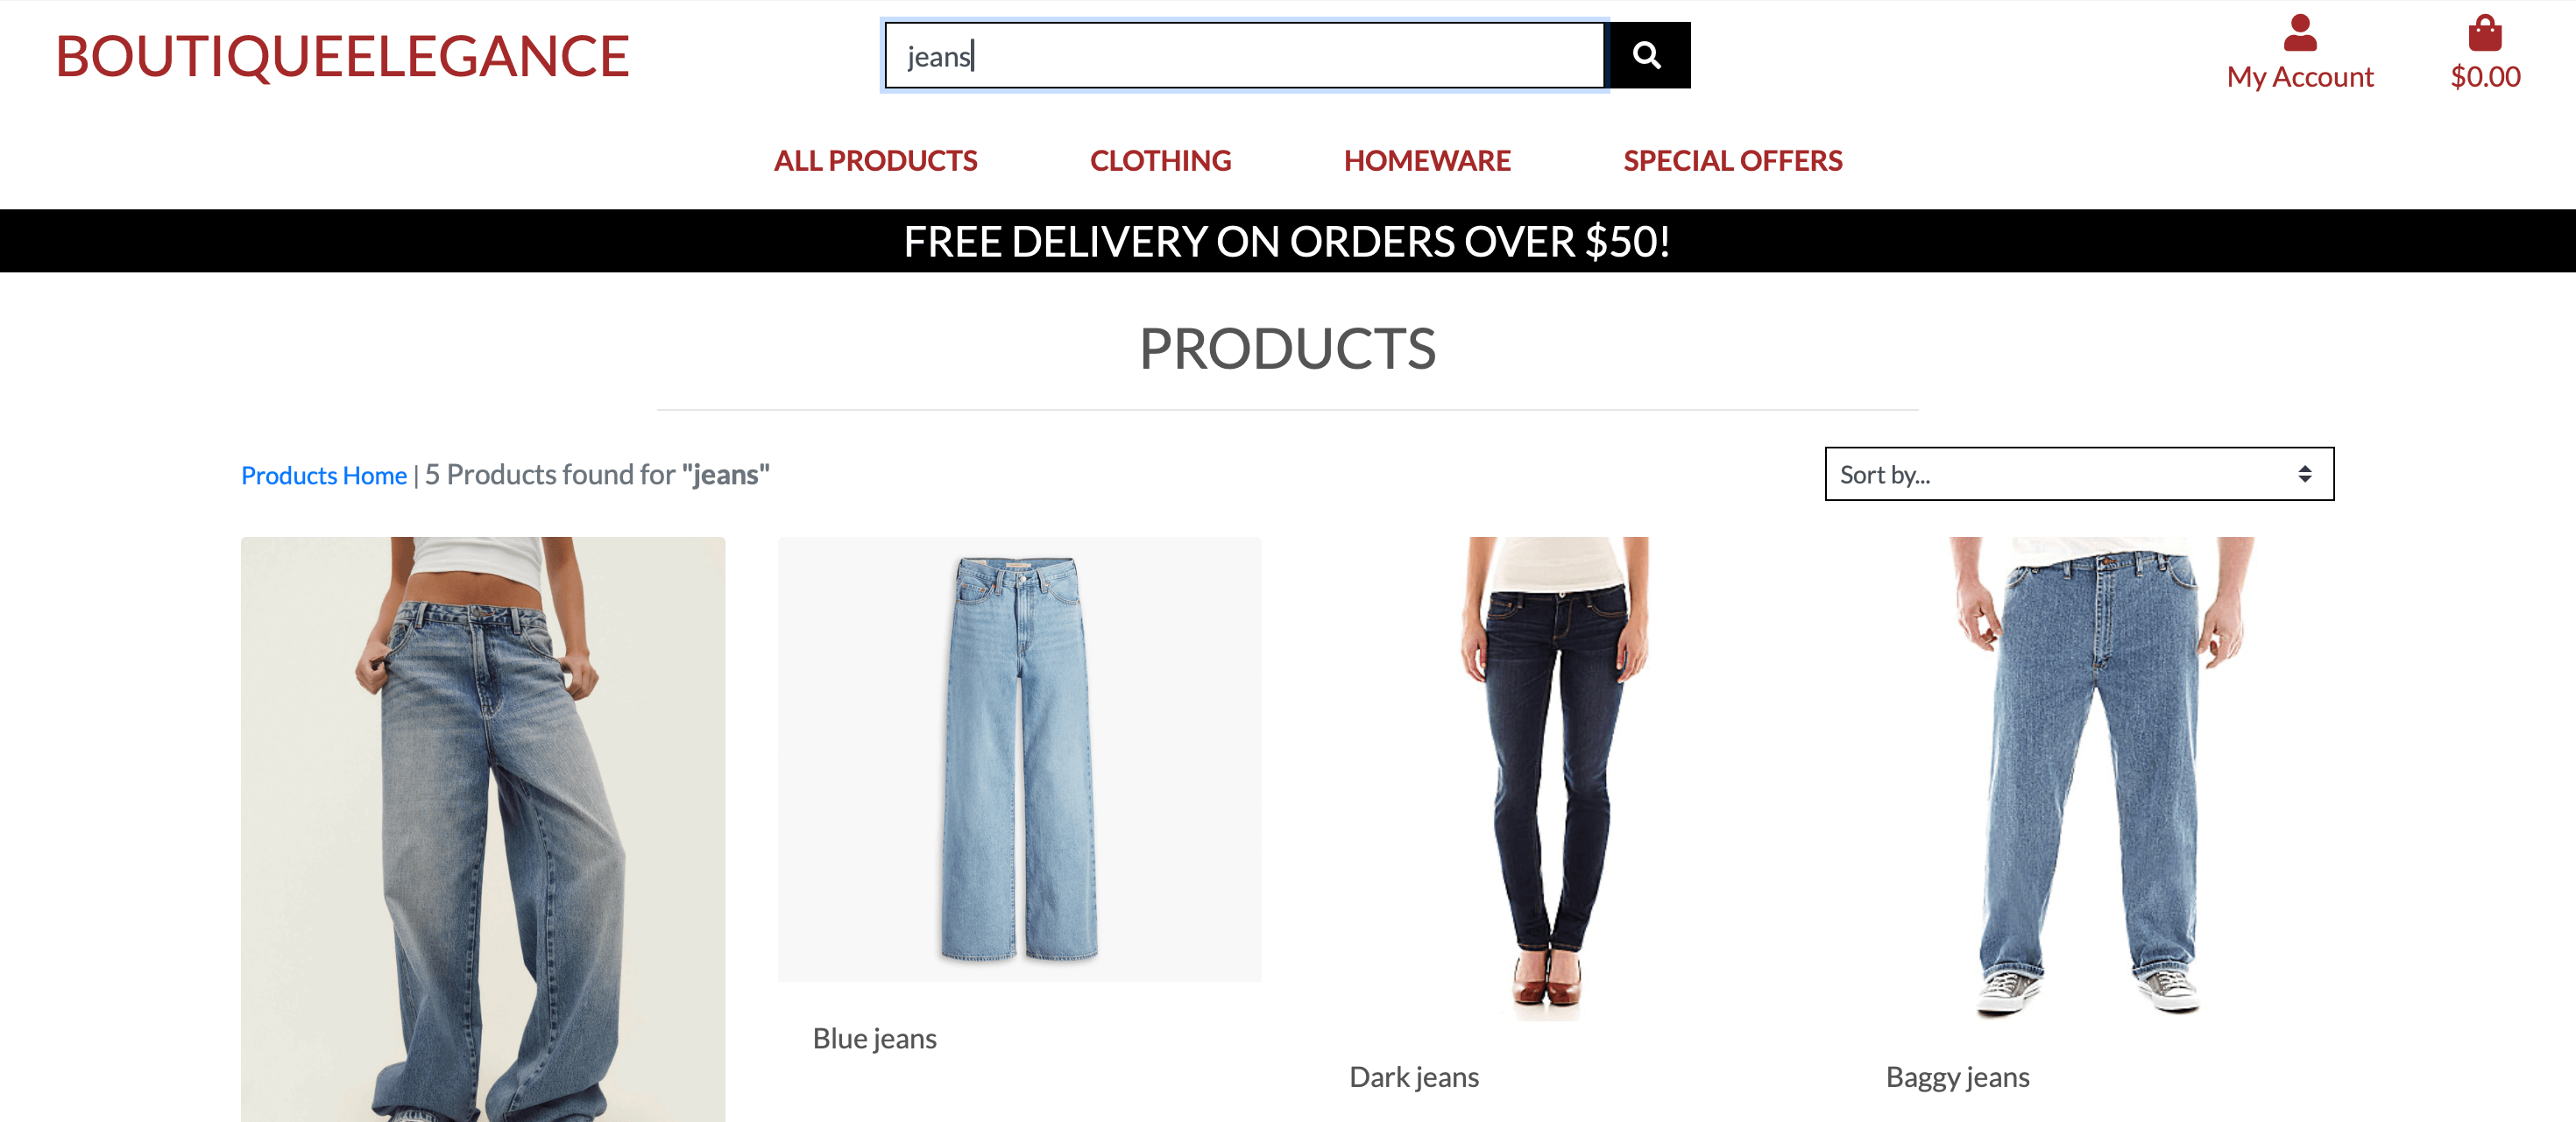 BOUTIQUEELEGANCE
jeans
My Account
$0.00
ALL PRODUCTS
CLOTHING
HOMEWARE
SPECIAL OFFERS
FREE DELIVERY ON ORDERS OVER $50!
PRODUCTS
Products Home | 5 Products found for "jeans"
Sort by...
Blue jeans
Dark jeans
Baggy jeans